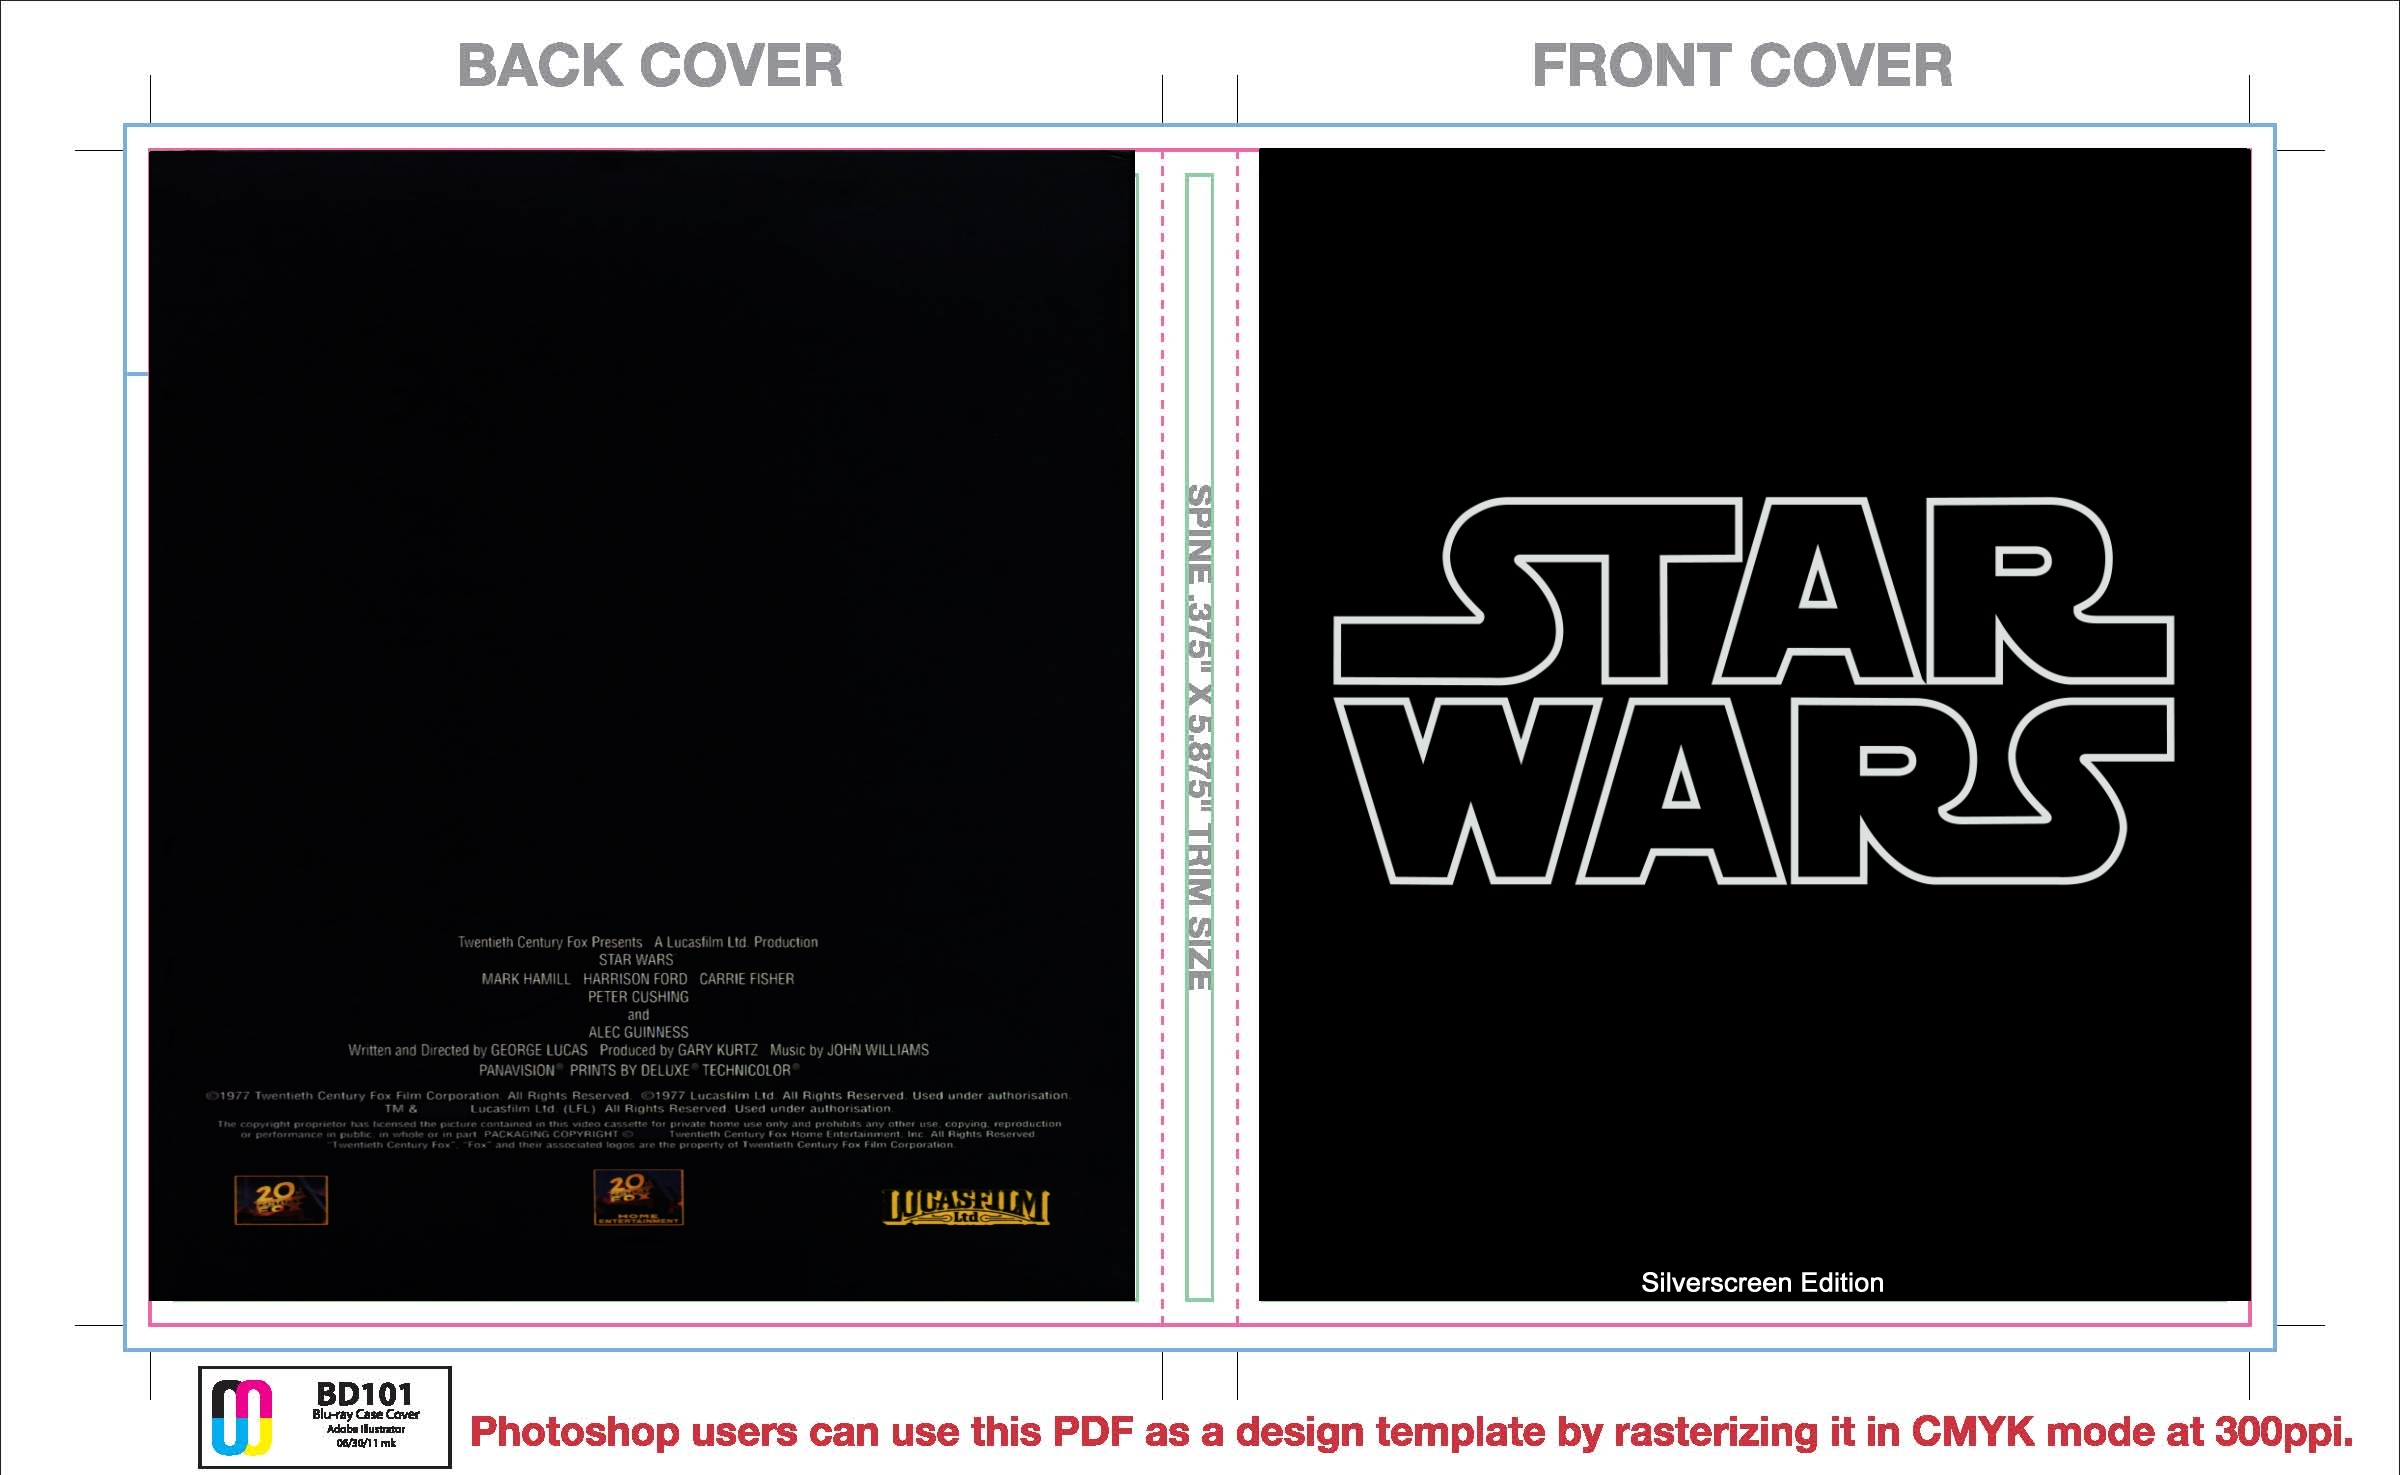 BACK COVER
FRONT COVER
Twentieth Century Fox Presents A Lucasfilm Ltd. Production
STAR WARS
MARK HAMILL HARRISON FORD CARRIE FISHER
PETER CUSHING
and
ALEC GUINNESS
Written and Directed by GEORGE LUCAS Produced by GARY KURTZ Music by JOHN WILLIAMS
PANAVISION® PRINTS BY DELUXE® TECHNICOLOR®
©1977 Twentieth Century Fox Film Corporation. All Rights Reserved. ©1977 Lucasfilm Ltd. All Rights Reserved. Used under authorisation.
TM & Lucasfilm Ltd. (LFL) All Rights Reserved. Used under authorisation.
The copyright proprietor has licensed the picture contained in this video cassette for private home use only and prohibits any other use, copying, reproduction
or performance in public, in whole or in part. PACKAGING COPYRIGHT © Twentieth Century Fox Home Entertainment, Inc. All Rights Reserved
"Twentieth Century Fox", "Fox" and their associated logos are the property of Twentieth Century Fox Film Corporation.
20
CENTURY
FOX
20
CENTURY
FOX
HOME
ENTERTAINMENT
LUCASFILM
Ltd
SPINE .375" X 5.875" TRIM SIZE
STAR
WARS
Silverscreen Edition
BD101
Blu-ray Case Cover
Adobe Illustrator
06/30/11 mk
Photoshop users can use this PDF as a design template by rasterizing it in CMYK mode at 300ppi.